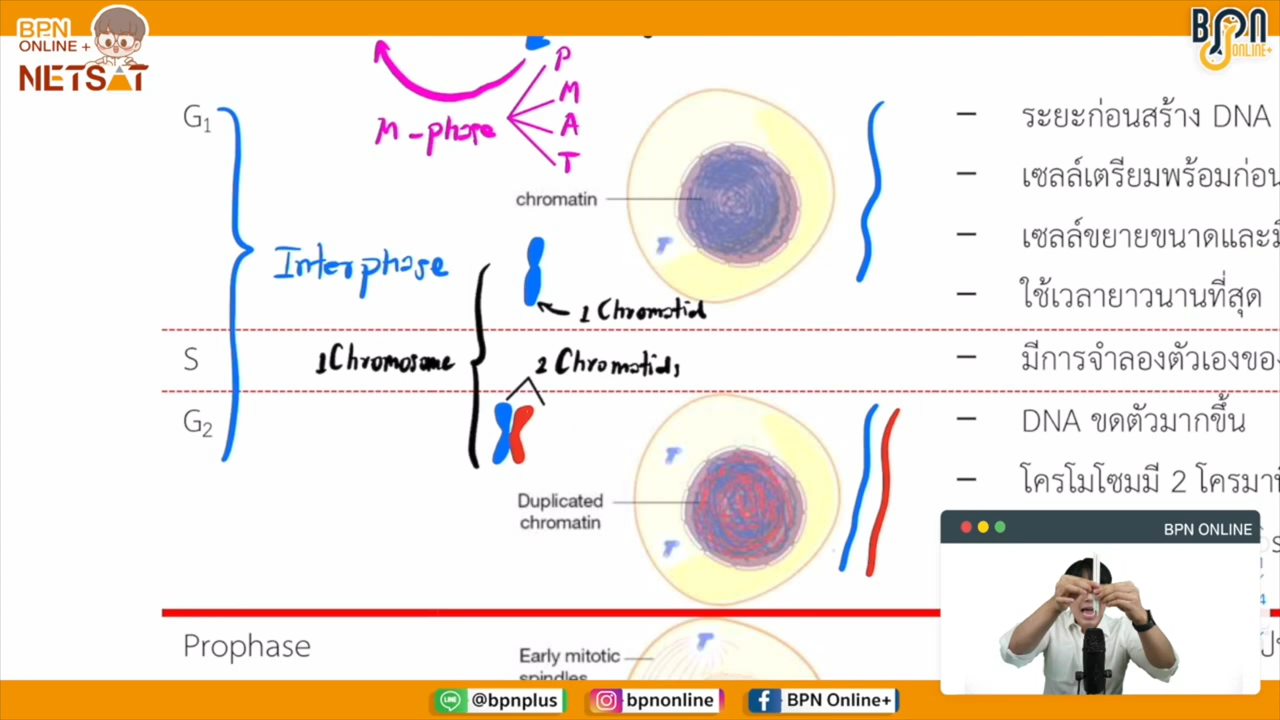 BPN
ONLINE +
NETSAT
BPN
ONLINE+
P
M
A
T
M-phase
G1
chromatin
Interphase
1 Chromatid
1 Chromosome
2 Chromatids
S
G2
Duplicated
chromatin
Prophase
Early mitotic
spindles
– ระยะก่อนสร้าง DNA
– เซลล์เตรียมพร้อมก่อน
– เซลล์ขยายขนาดและมี
– ใช้เวลายาวนานที่สุด
– มีการจำลองตัวเองของ
– DNA ขดตัวมากขึ้น
– โครโมโซมมี 2 โครมาที
BPN ONLINE
@bpnplus
bpnonline
BPN Online+